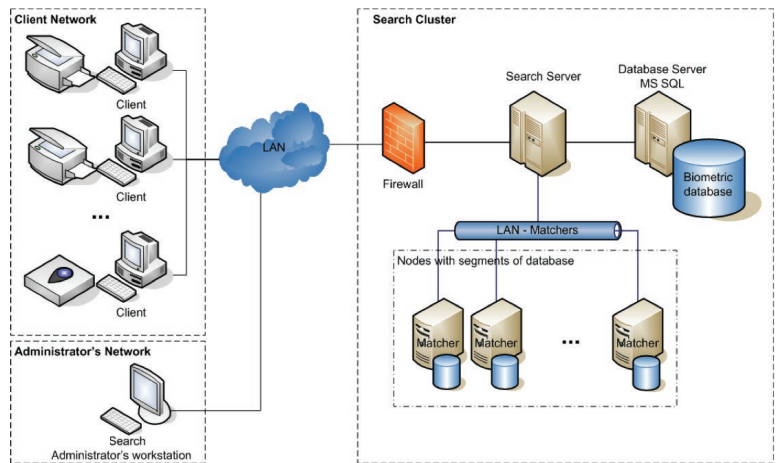 Client Network
Client
Client
...
Client
Administrator's Network
Search
Administrator's workstation
LAN
Search Cluster
Firewall
Search Server
Database Server
MS SQL
Biometric
database
LAN - Matchers
Nodes with segments of database
Matcher
Matcher
...
Matcher